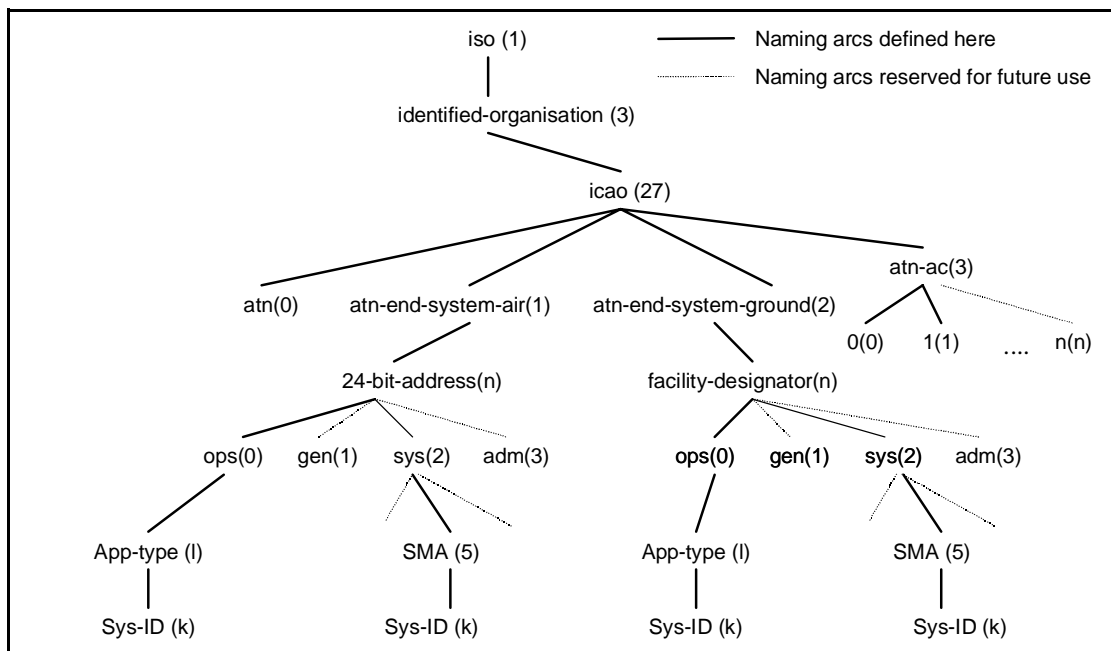 iso (1)
Naming arcs defined here
Naming arcs reserved for future use
identified-organisation (3)
icao (27)
atn-ac(3)
atn(0) atn-end-system-air(1) atn-end-system-ground(2)
0(0) 1(1) .... n(n)
24-bit-address(n) facility-designator(n)
ops(0) gen(1) sys(2) adm(3) ops(0) gen(1) sys(2) adm(3)
App-type (l) SMA (5) App-type (l) SMA (5)
Sys-ID (k) Sys-ID (k) Sys-ID (k) Sys-ID (k)